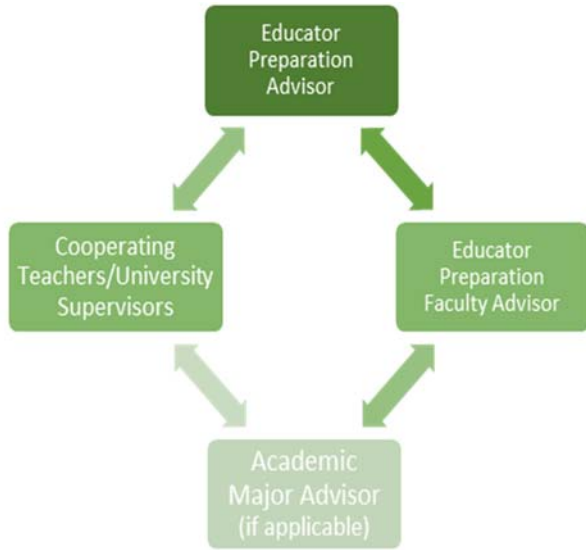 Educator
Preparation
Advisor
Cooperating
Teachers/University
Supervisors
Educator
Preparation
Faculty Advisor
Academic
Major Advisor
(if applicable)